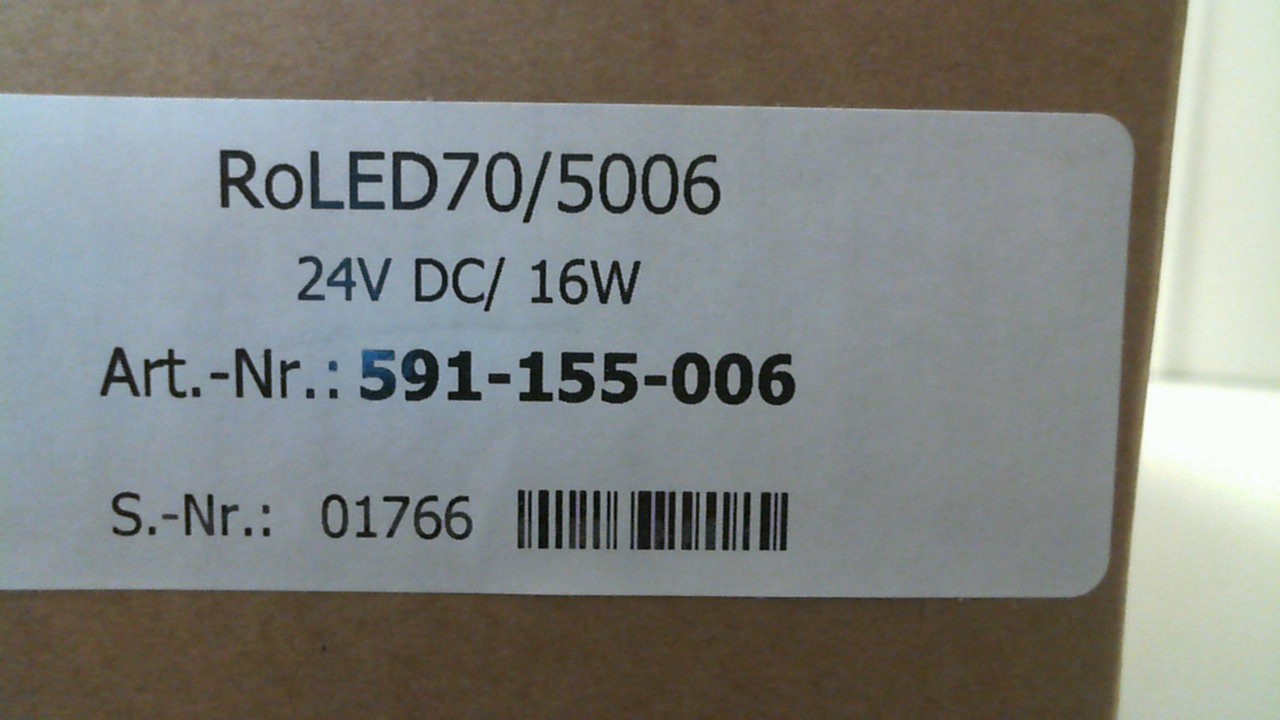 RoLED70/5006
24V DC/ 16W
Art.-Nr.: 591-155-006
S.-Nr.: 01766